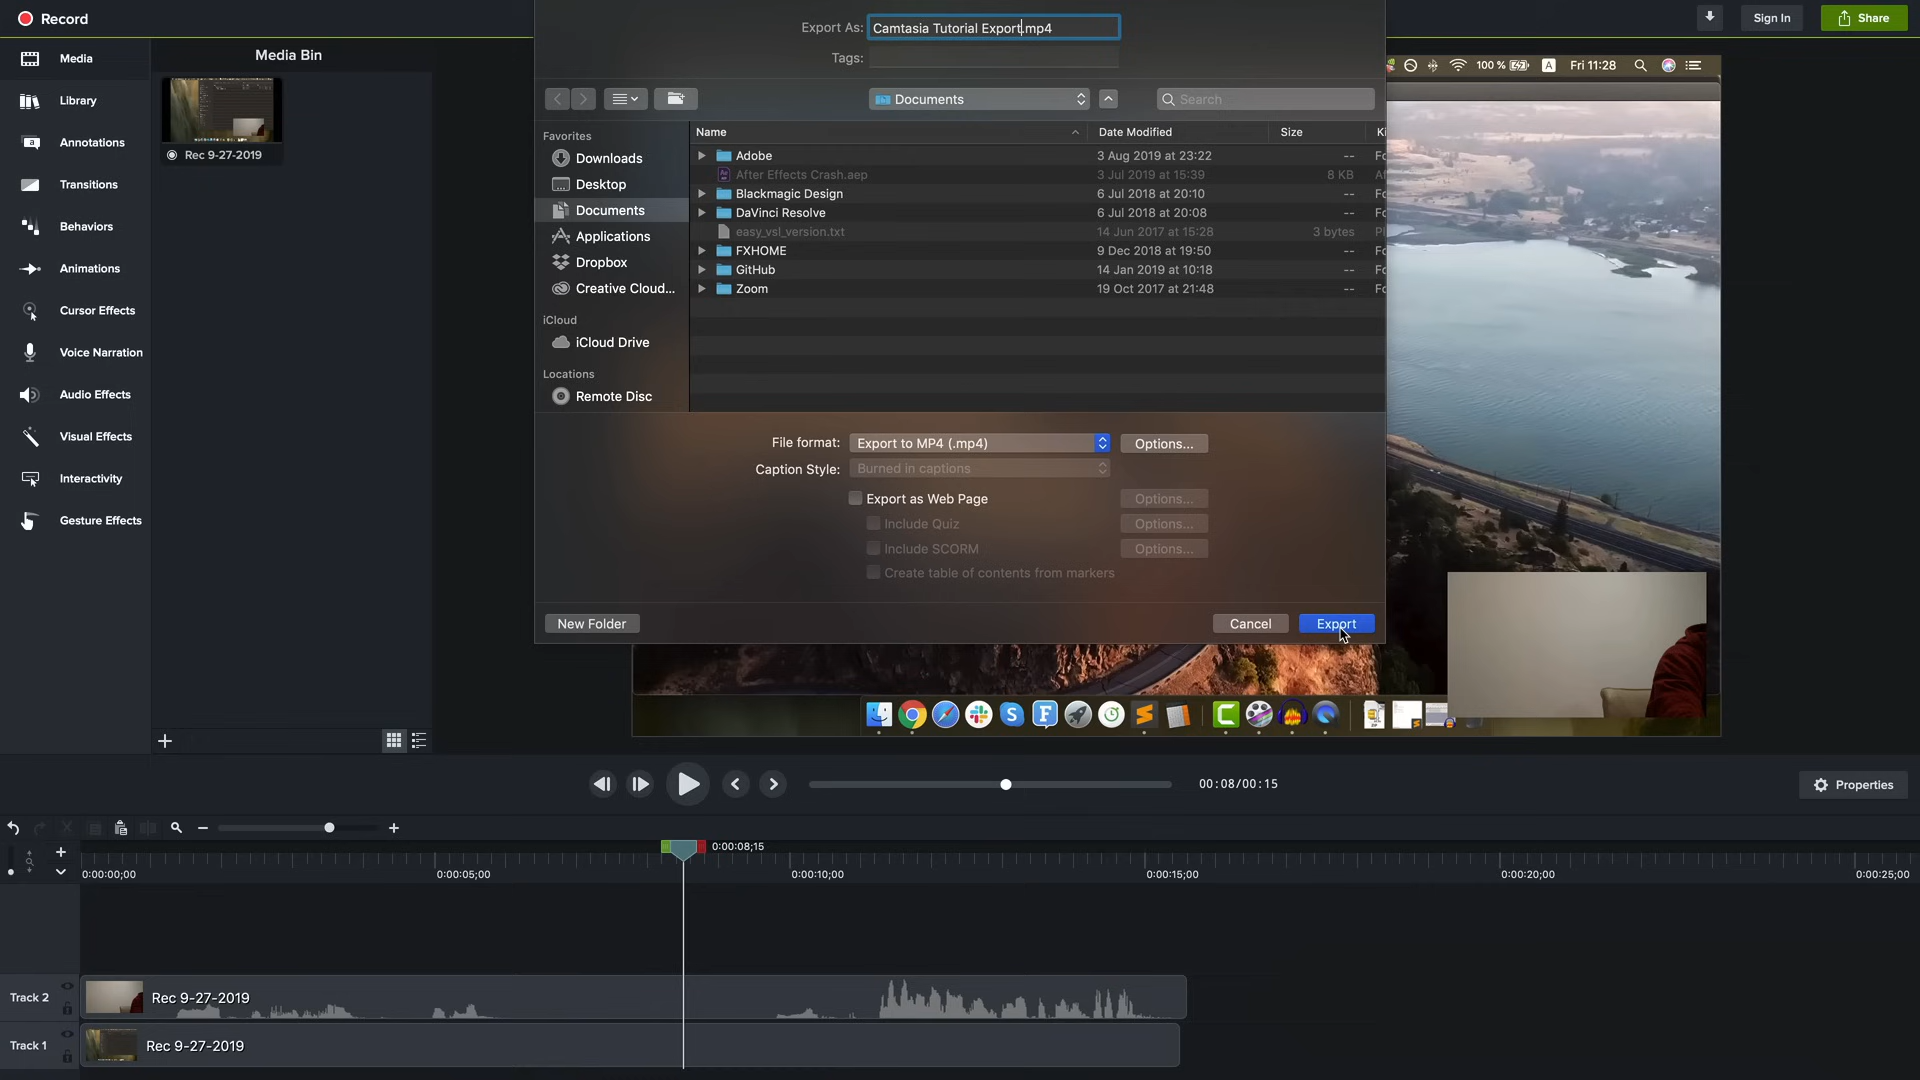 Record
Export As: Camtasia Tutorial Export.mp4
Sign In
Share
Media
Library
Annotations
Transitions
Behaviors
Animations
Cursor Effects
Voice Narration
Audio Effects
Visual Effects
Interactivity
Gesture Effects
Media Bin
Rec 9-27-2019
Tags:
Documents
Search
Favorites
Downloads
Desktop
Documents
Applications
Dropbox
Creative Cloud...
iCloud
iCloud Drive
Locations
Remote Disc
Name Date Modified Size Ki
Adobe 3 Aug 2019 at 23:22 -- Fo
After Effects Crash.aep 3 Jul 2019 at 15:39 8 KB Af
Blackmagic Design 6 Jul 2018 at 20:10 -- Fo
DaVinci Resolve 6 Jul 2018 at 20:08 -- Fo
easy_vsl_version.txt 14 Jun 2017 at 15:28 3 bytes Pl
FXHOME 9 Dec 2018 at 19:50 -- Fo
GitHub 14 Jan 2019 at 10:18 -- Fo
Zoom 19 Oct 2017 at 21:48 -- Fo
File format: Export to MP4 (.mp4) Options...
Caption Style: Burned in captions
Export as Web Page Options...
Include Quiz Options...
Include SCORM Options...
Create table of contents from markers
New Folder Cancel Export
100 % A Fri 11:28
00:08/00:15
Properties
0:00:08;15
0:00:00;00 0:00:05;00 0:00:10;00 0:00:15;00 0:00:20;00 0:00:25;00
Track 2 Rec 9-27-2019
Track 1 Rec 9-27-2019